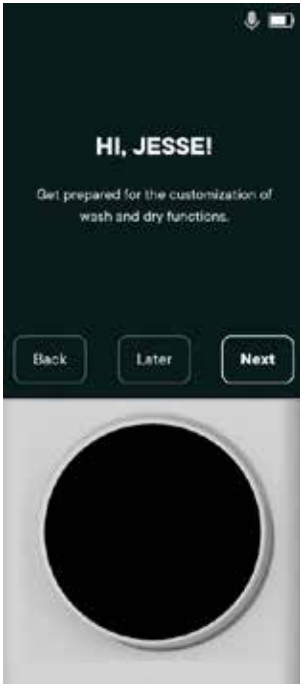 HI, JESSE!
Get prepared for the customization of
wash and dry functions.
Back Later Next